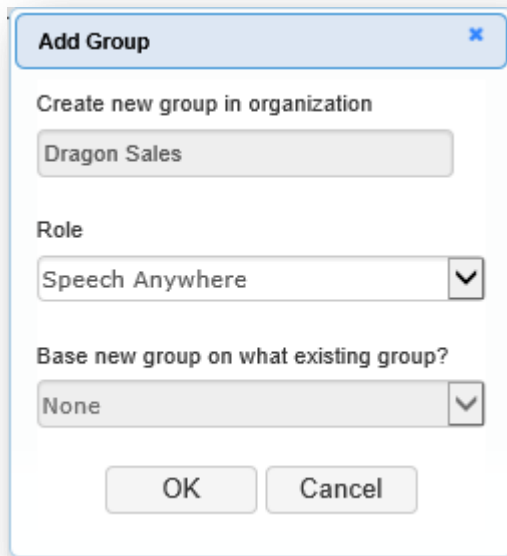 Add Group
Create new group in organization
Dragon Sales
Role
Speech Anywhere
Base new group on what existing group?
None
OK Cancel